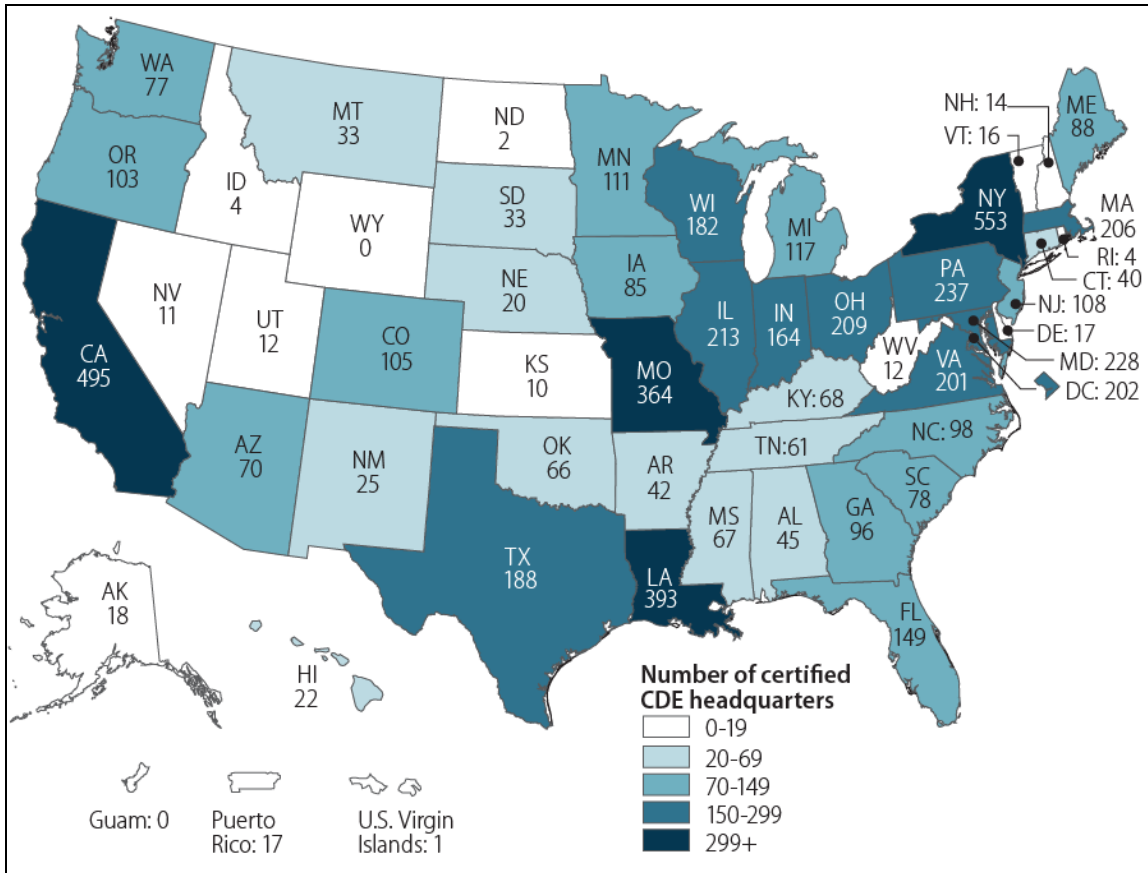 WA
77
MT
33
ND
2
MN
111
NH: 14
VT: 16
ME
88
OR
103
ID
4
WY
0
SD
33
WI
182
MI
117
NY
553
MA
206
RI: 4
CT: 40
NJ: 108
DE: 17
MD: 228
DC: 202
NV
11
UT
12
CO
105
NE
20
IA
85
IL
213
IN
164
OH
209
PA
237
WV
12
VA
201
CA
495
KS
10
MO
364
KY: 68
NC: 98
TN:61
SC
78
AZ
70
NM
25
OK
66
AR
42
MS
67
AL
45
GA
96
TX
188
LA
393
FL
149
AK
18
HI
22
Guam: 0
Puerto
Rico: 17
U.S. Virgin
Islands: 1
Number of certified
CDE headquarters
0-19
20-69
70-149
150-299
299+